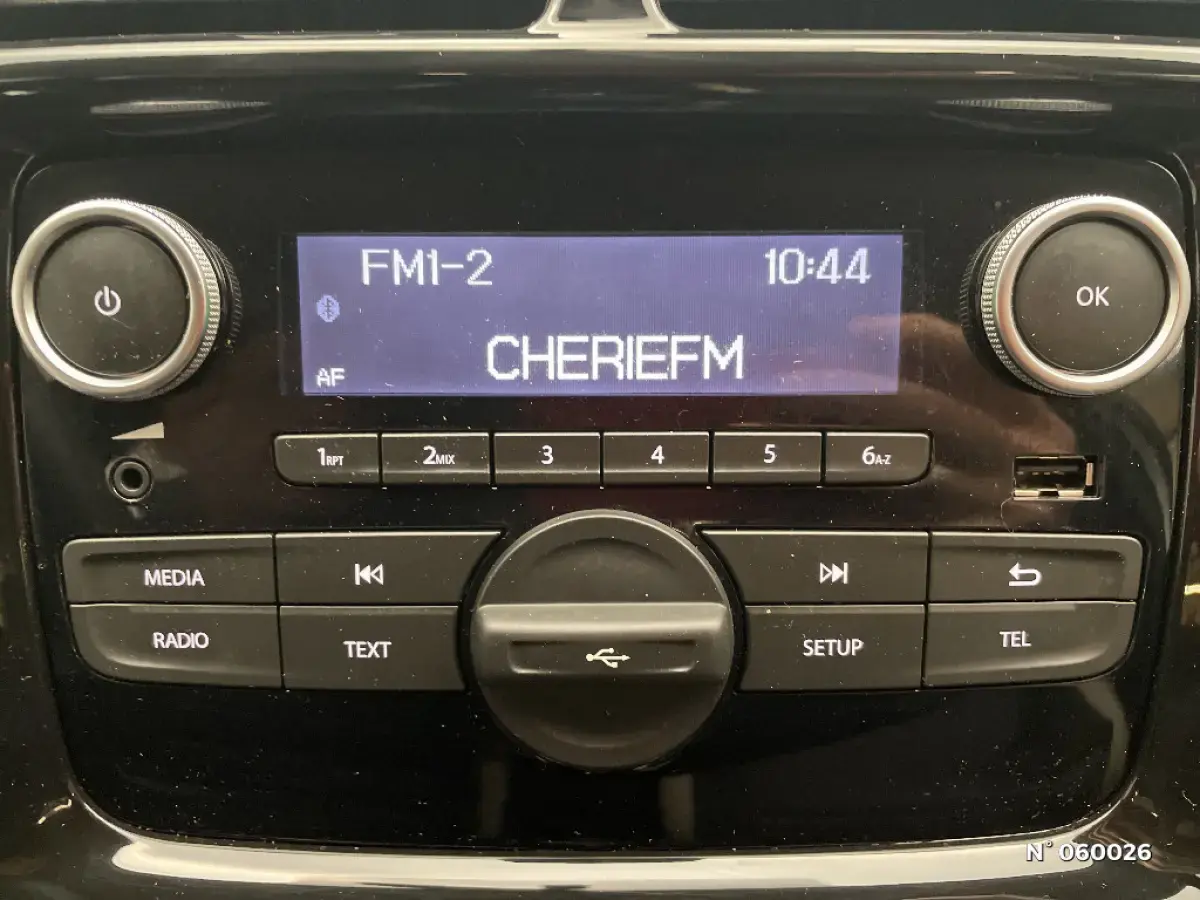 FM1-2 10:44
AF CHERIEFM
OK
1RPT 2MIX 3 4 5 6A-Z
MEDIA
RADIO TEXT SETUP TEL
N° 060026